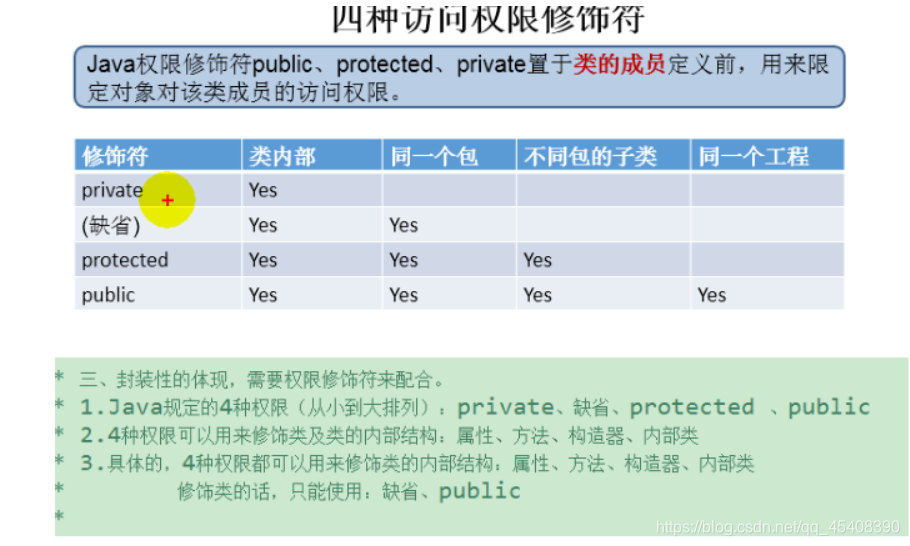 四种访问权限修饰符
Java权限修饰符public、protected、private置于类的成员定义前，用来限
定对象对该类成员的访问权限。
修饰符 类内部 同一个包 不同包的子类 同一个工程
private Yes
(缺省) Yes Yes
protected Yes Yes Yes
public Yes Yes Yes Yes
* 三、封装性的体现，需要权限修饰符来配合。
* 1.Java规定的4种权限（从小到大排列）：private、缺省、protected 、public
* 2.4种权限可以用来修饰类及类的内部结构：属性、方法、构造器、内部类
* 3.具体的，4种权限都可以用来修饰类的内部结构：属性、方法、构造器、内部类
* 修饰类的话，只能使用：缺省、public
*
https://blog.csdn.net/qq_45408390